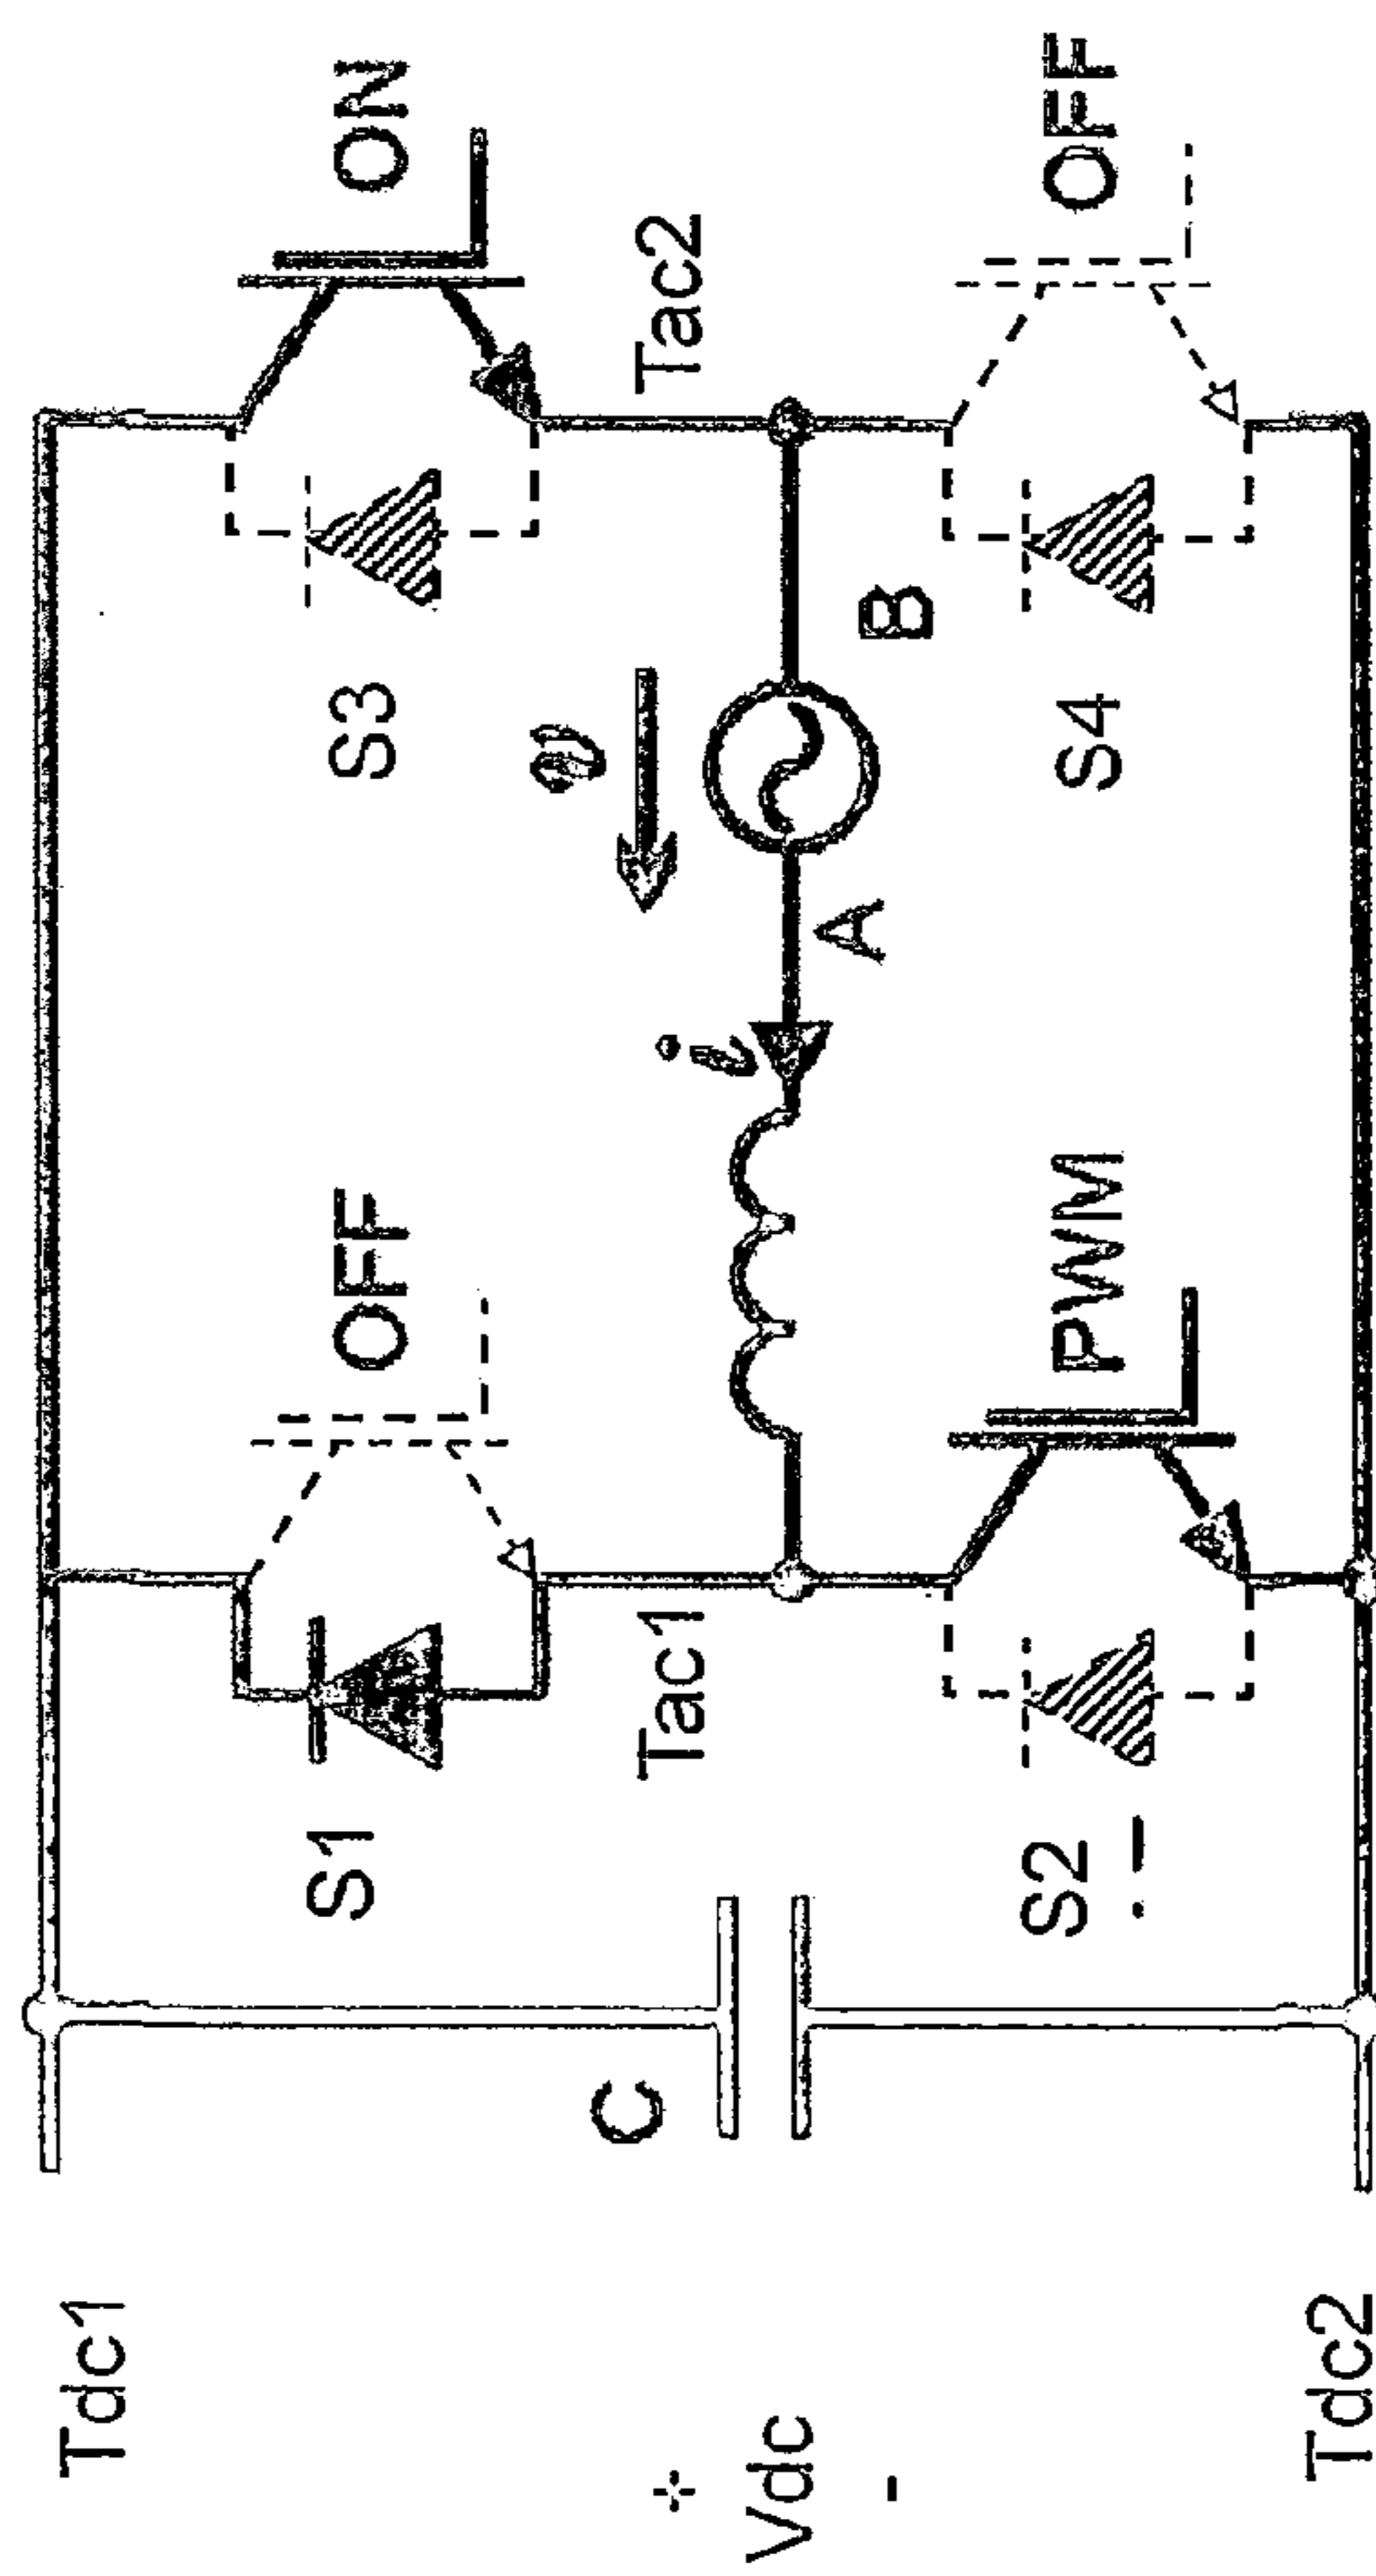 Tdc1
+
Vdc
-
Tdc2
C
S1
OFF
S3
ON
Tac1
i
v
Tac2
A
B
S2
PWM
S4
OFF